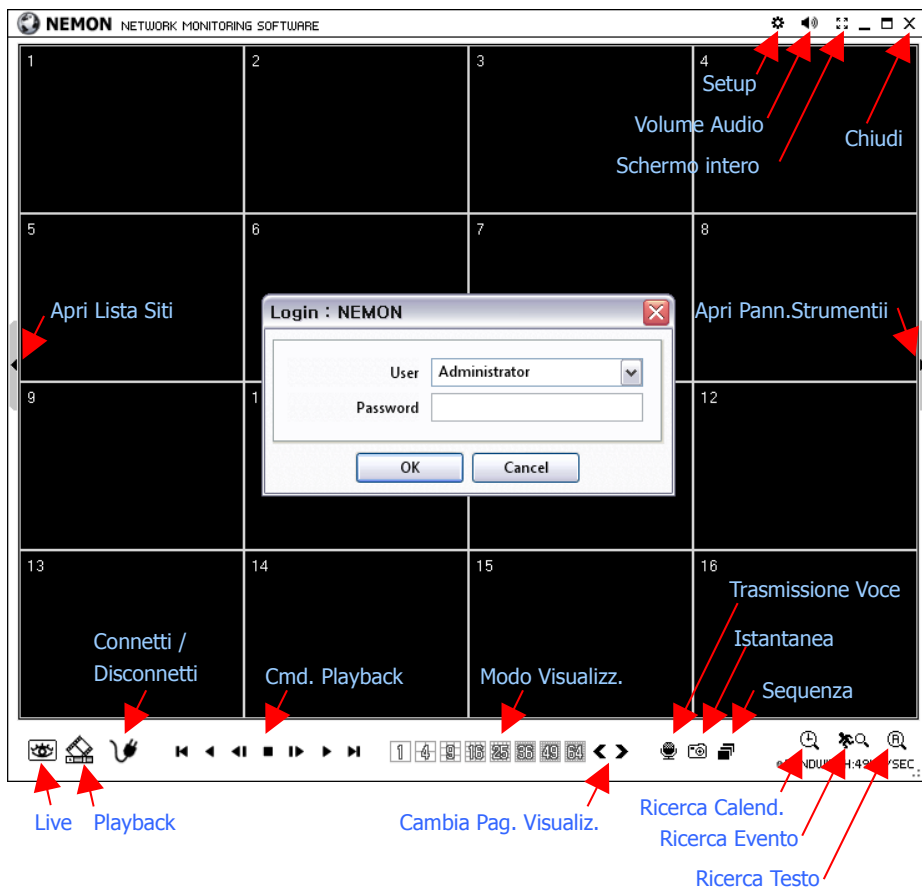 NEMON NETWORK MONITORING SOFTWARE
1
2
3
4
Setup
Volume Audio
Chiudi
Schermo intero
5
6
7
8
Apri Lista Siti
Apri Pann.Strumentii
Login : NEMON
User Administrator
Password
9
1
12
OK Cancel
13
14
15
16
Trasmissione Voce
Connetti /
Disconnetti
Istantanea
Cmd. Playback
Modo Visualizz.
Sequenza
1 4 9 16 25 36 49 64
R
:49
/SEC
Live
Playback
Cambia Pag. Visualiz.
Ricerca Calend.
Ricerca Evento
Ricerca Testo